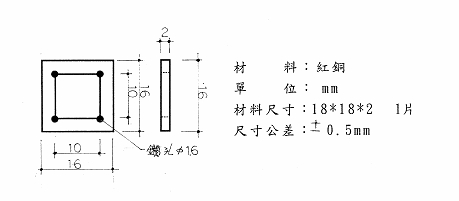 2
10
16
16
10
16
鑽孔φ1.6
材　　料：紅銅
單　　位： mm
材料尺寸：18*18*2　1片
尺寸公差：± 0.5mm